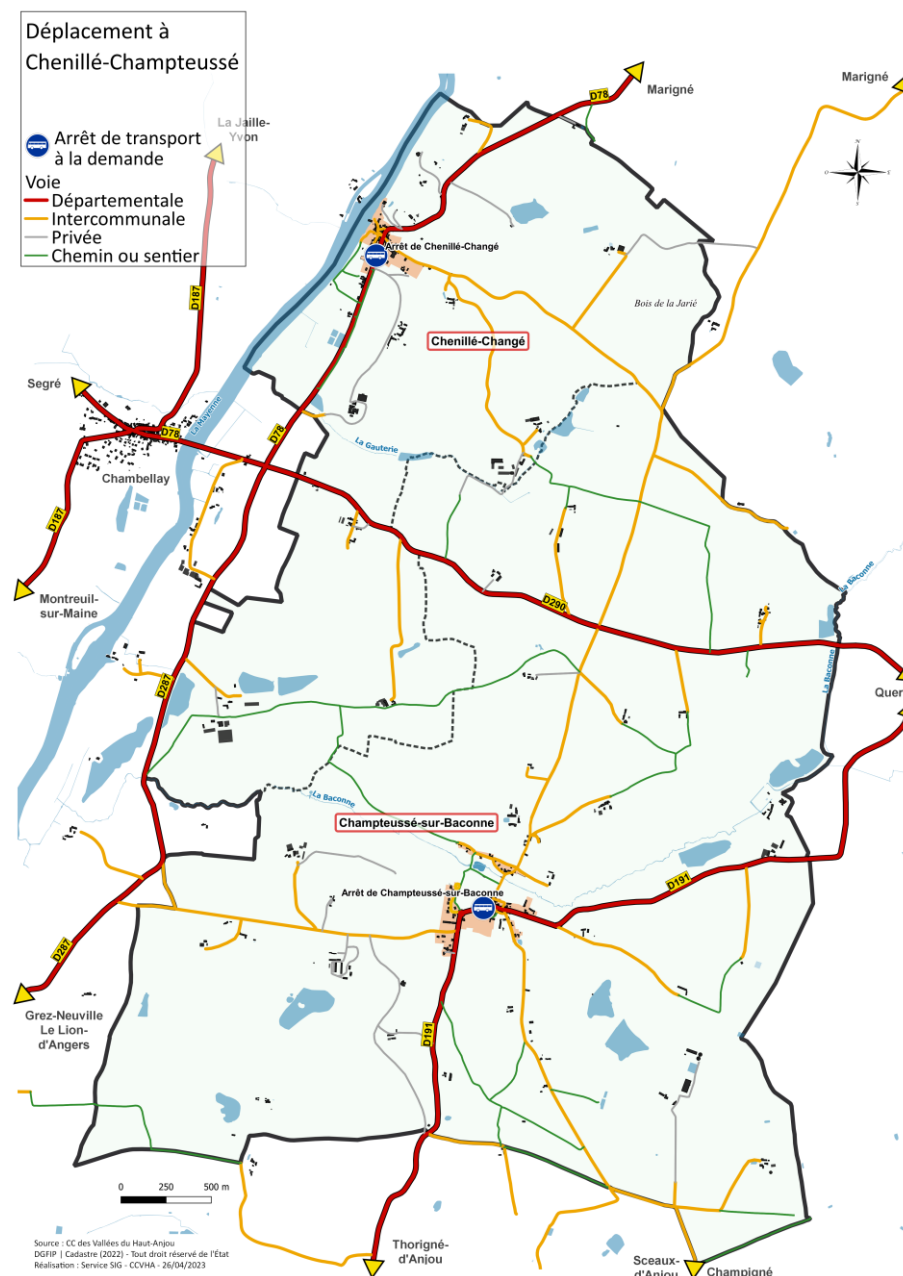 Déplacement à
Chenillé-Champteussé
Arrêt de transport
à la demande
Voie
Départementale
Intercommunale
Privée
Chemin ou sentier
La Jaille-
Yvon
D78
Marigné
Marigné
N
O
E
S
Arrêt de Chenillé-Changé
D187
Bois de la Jarié
Chenillé-Changé
Segré
La Mayenne
D78
D78
La Gauterie
Chambellay
D187
La Baconne
Montreuil-
sur-Maine
D290
La Baconne
D287
Quer
La Baconne
Champteussé-sur-Baconne
D191
Arrêt de Champteussé-sur-Baconne
D287
Grez-Neuville
Le Lion-
d'Angers
D191
0 250 500 m
Source : CC des Vallées du Haut-Anjou
DGFIP | Cadastre (2022) - Tout droit réservé de l'État
Réalisation : Service SIG - CCVHA - 26/04/2023
Thorigné-
d'Anjou
Sceaux-
d'Anjou
Champigné